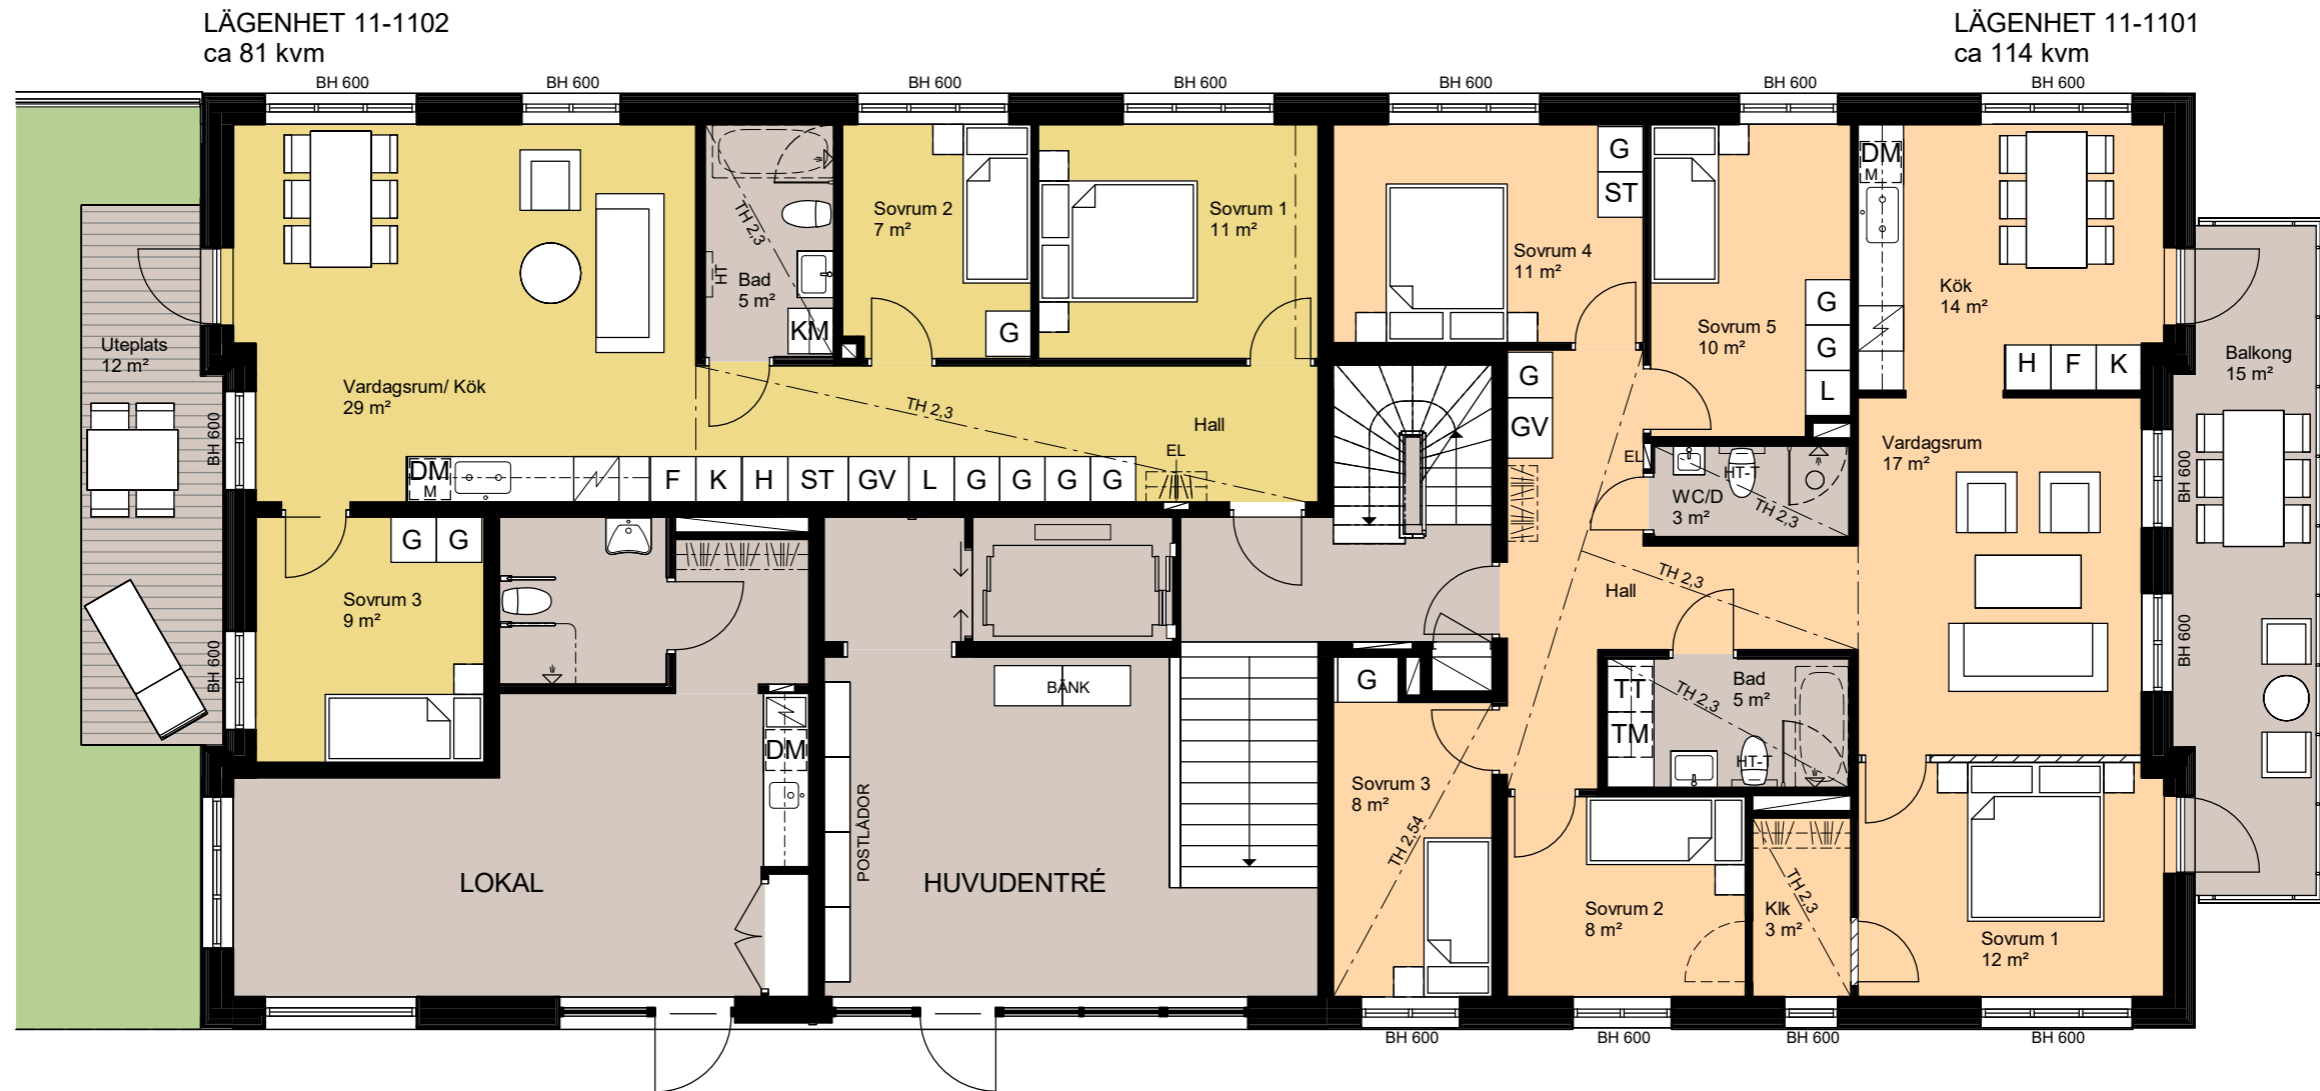 LÄGENHET 11-1102
ca 81 kvm
LÄGENHET 11-1101
ca 114 kvm
BH 600
BH 600
BH 600
BH 600
BH 600
BH 600
BH 600
Uteplats
12 m²
BH 600
BH 600
Vardagsrum/ Kök
29 m²
TH 2,3
HT
Bad
5 m²
KM
Sovrum 2
7 m²
G
Sovrum 1
11 m²
TH 2,3
Hall
EL
DM
M
F K H ST GV L G G G G
G G
Sovrum 3
9 m²
LOKAL
DM
POSTLÅDOR
BÄNK
HUVUDENTRÉ
Sovrum 4
11 m²
G
ST
G
GV
Sovrum 5
10 m²
G
G
L
DM
M
Kök
14 m²
H F K
Balkong
15 m²
BH 600
BH 600
Vardagsrum
17 m²
EL
HT-T
WC/D
3 m²
TH 2,3
TH 2,3
Hall
TT
TM
TH 2,3
Bad
5 m²
HT-T
G
Sovrum 3
8 m²
TH 2,54
Sovrum 2
8 m²
TH 2,3
Klk
3 m²
Sovrum 1
12 m²
BH 600
BH 600
BH 600
BH 600